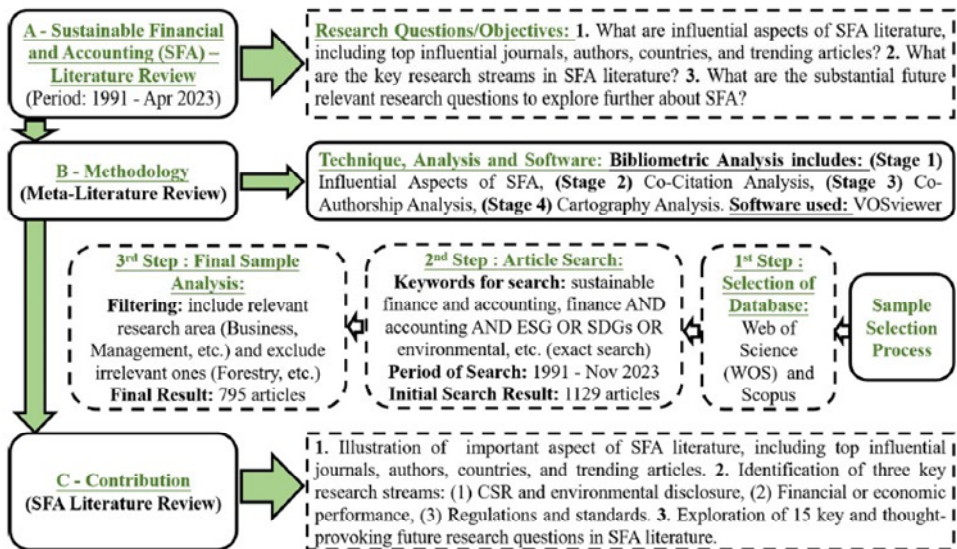 A - Sustainable Financial
and Accounting (SFA) –
Literature Review
(Period: 1991 - Apr 2023)
Research Questions/Objectives: 1. What are influential aspects of SFA literature,
including top influential journals, authors, countries, and trending articles? 2. What
are the key research streams in SFA literature? 3. What are the substantial future
relevant research questions to explore further about SFA?
B - Methodology
(Meta-Literature Review)
Technique, Analysis and Software: Bibliometric Analysis includes: (Stage 1)
Influential Aspects of SFA, (Stage 2) Co-Citation Analysis, (Stage 3) Co-
Authorship Analysis, (Stage 4) Cartography Analysis. Software used: VOSviewer
3rd Step : Final Sample
Analysis:
Filtering: include relevant
research area (Business,
Management, etc.) and exclude
irrelevant ones (Forestry, etc.)
Final Result: 795 articles
2nd Step : Article Search:
Keywords for search: sustainable
finance and accounting, finance AND
accounting AND ESG OR SDGs OR
environmental, etc. (exact search)
Period of Search: 1991 - Nov 2023
Initial Search Result: 1129 articles
1st Step :
Selection of
Database:
Web of
Science
(WOS) and
Scopus
Sample
Selection
Process
C - Contribution
(SFA Literature Review)
1. Illustration of important aspect of SFA literature, including top influential
journals, authors, countries, and trending articles. 2. Identification of three key
research streams: (1) CSR and environmental disclosure, (2) Financial or economic
performance, (3) Regulations and standards. 3. Exploration of 15 key and thought-
provoking future research questions in SFA literature.